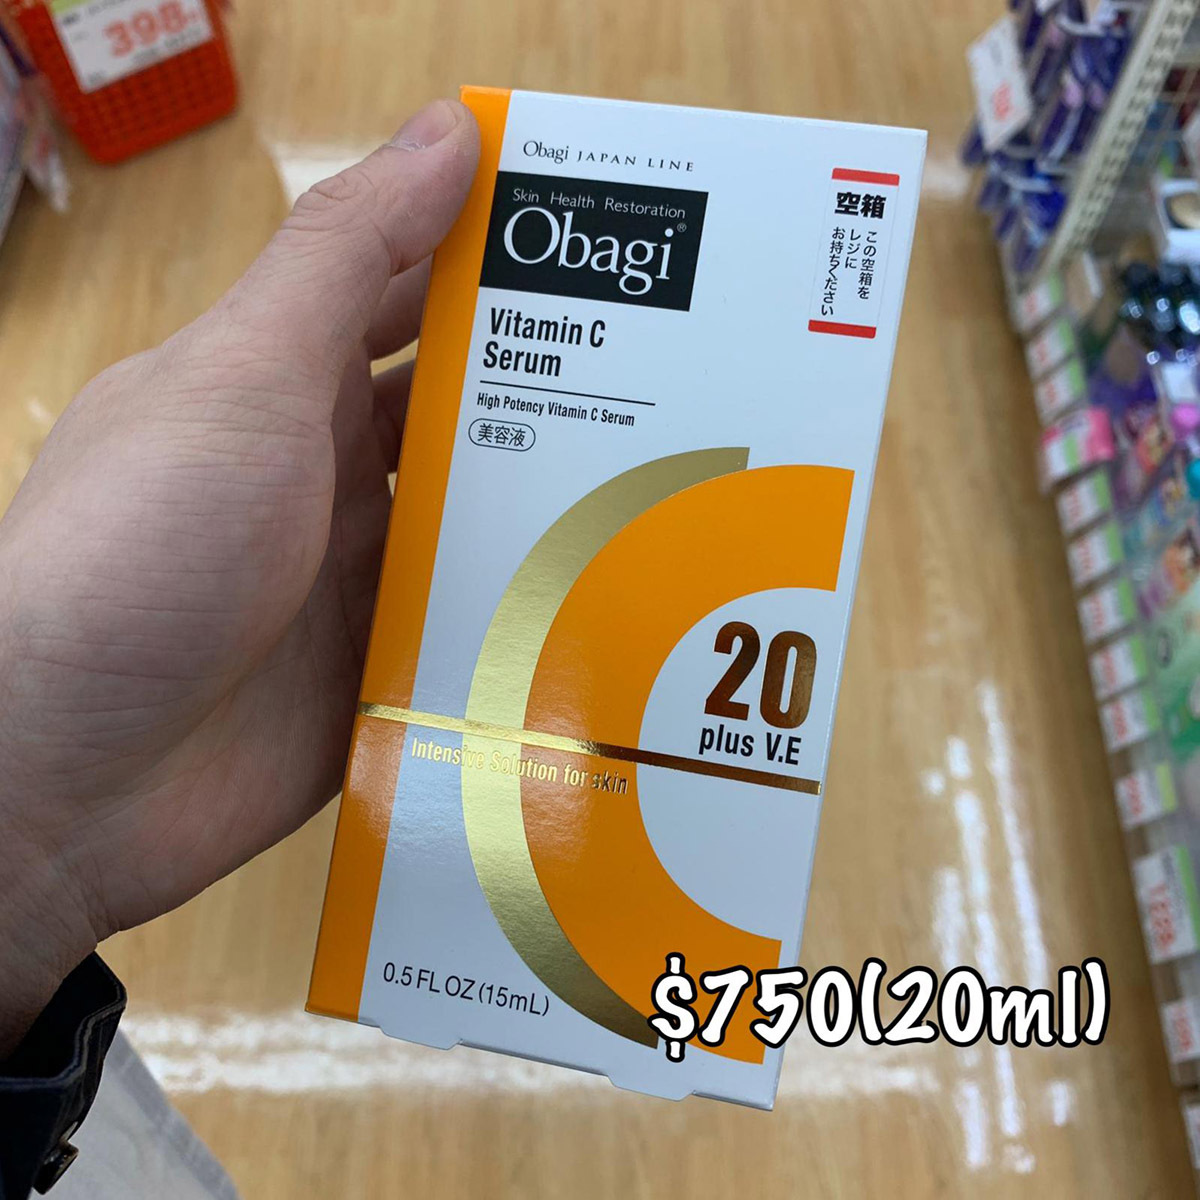 398
Obagi JAPAN LINE
Skin Health Restoration
Obagi®
空箱
この空箱を
レジに
お持ちください
Vitamin C
Serum
High Potency Vitamin C Serum
美容液
20
plus V.E
Intensive Solution for skin
0.5 FL OZ (15mL)
$750(20ml)